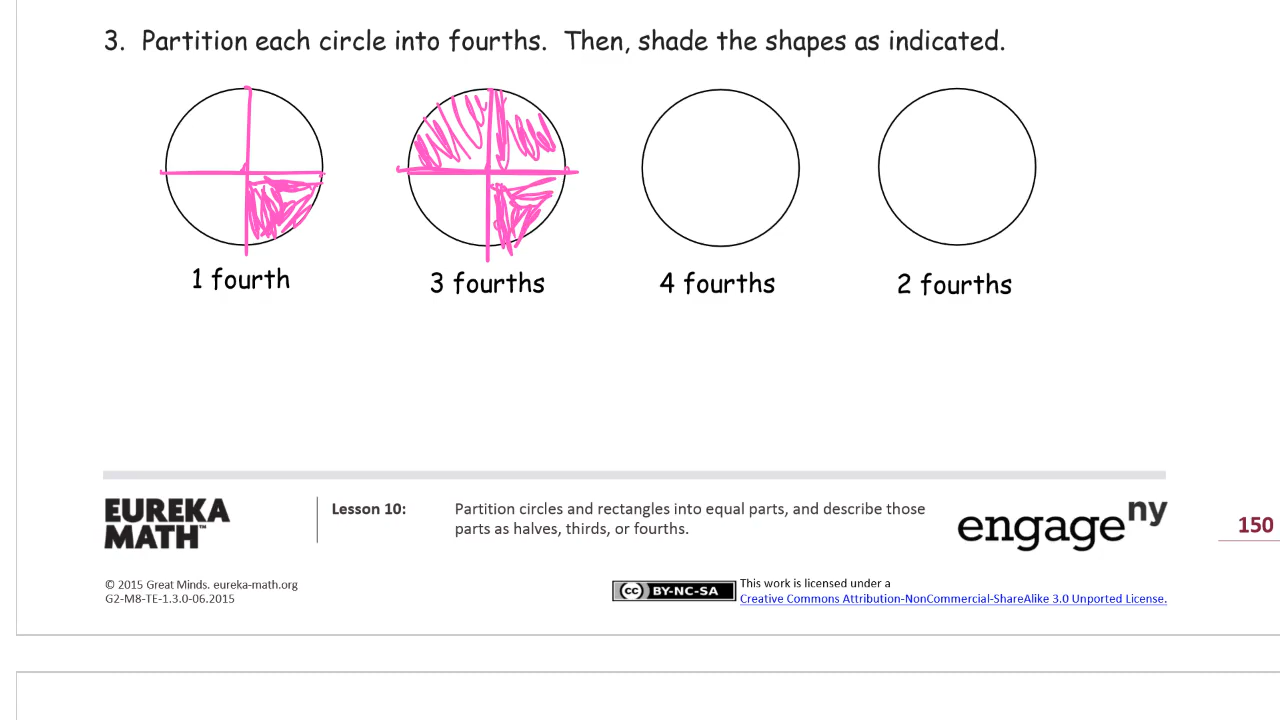 3. Partition each circle into fourths. Then, shade the shapes as indicated.
1 fourth
3 fourths
4 fourths
2 fourths
EUREKA
MATH™
Lesson 10:
Partition circles and rectangles into equal parts, and describe those
parts as halves, thirds, or fourths.
engage ny
150
© 2015 Great Minds. eureka-math.org
G2-M8-TE-1.3.0-06.2015
cc BY-NC-SA
This work is licensed under a
Creative Commons Attribution-NonCommercial-ShareAlike 3.0 Unported License.